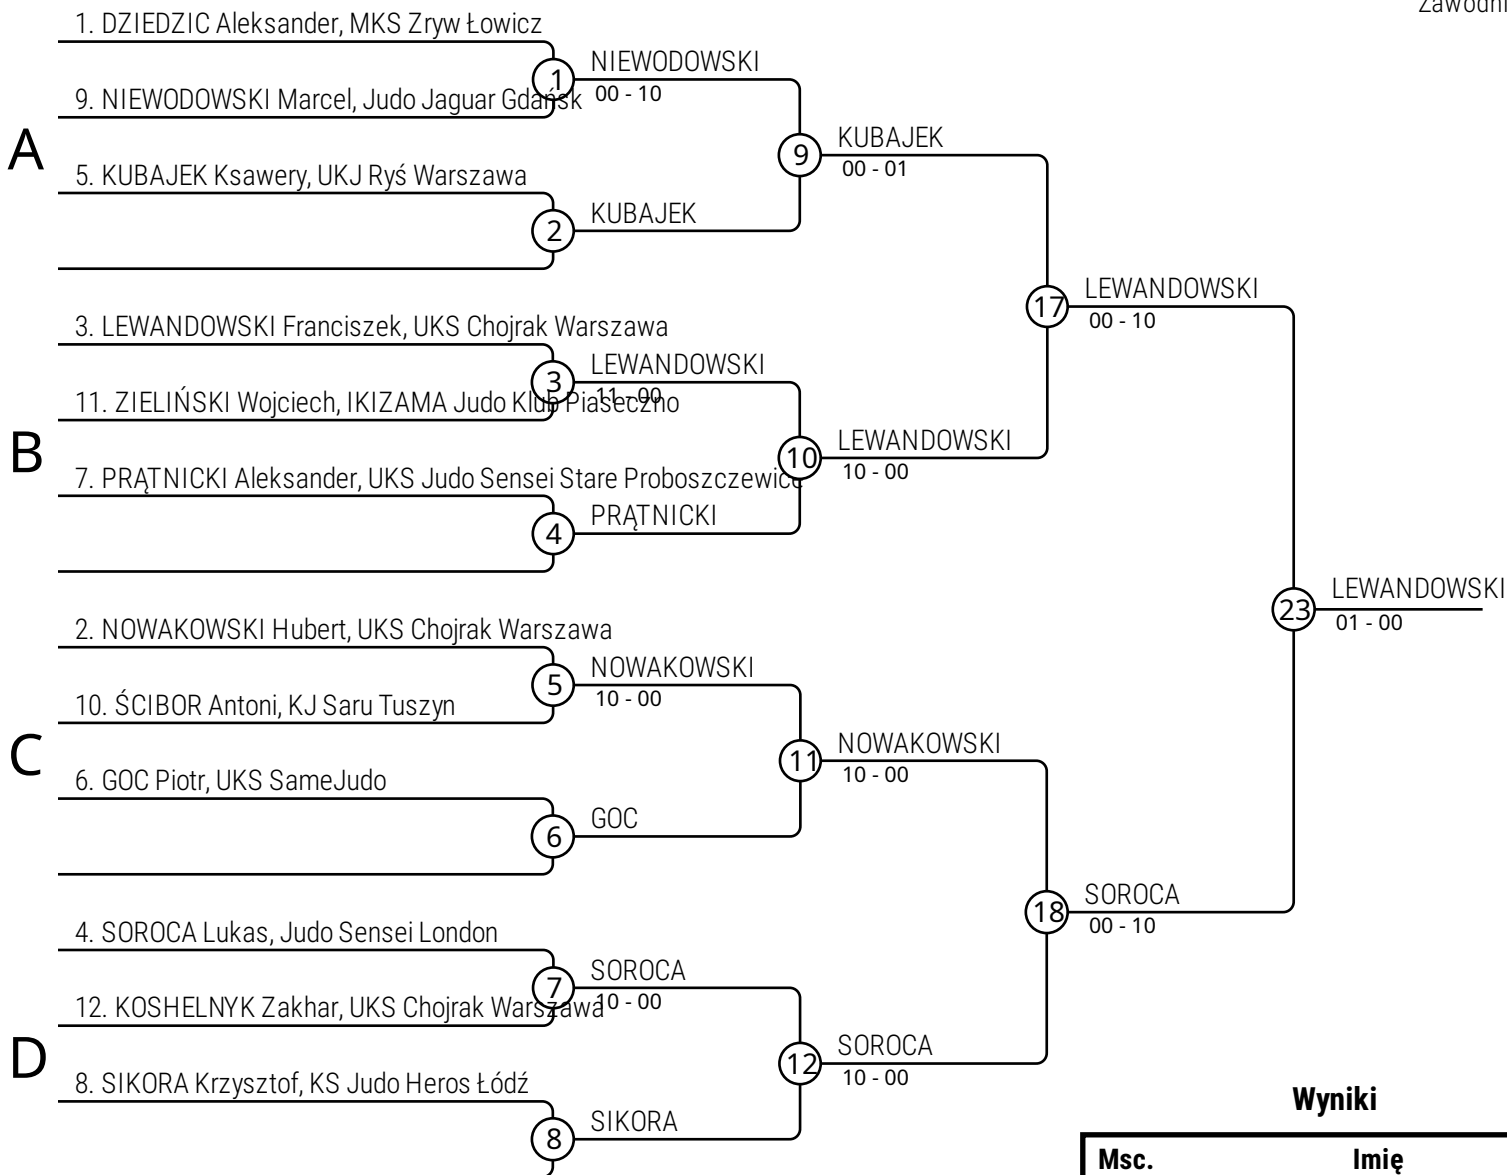 Zawodni
1. DZIEDZIC Aleksander, MKS Zryw Łowicz
1
NIEWODOWSKI
00 - 10
9. NIEWODOWSKI Marcel, Judo Jaguar Gdańsk
A
9
KUBAJEK
00 - 01
5. KUBAJEK Ksawery, UKJ Ryś Warszawa
2
KUBAJEK
17
LEWANDOWSKI
00 - 10
3. LEWANDOWSKI Franciszek, UKS Chojrak Warszawa
3
LEWANDOWSKI
11 - 00
11. ZIELIŃSKI Wojciech, IKIZAMA Judo Klub Piaseczno
B
10
LEWANDOWSKI
10 - 00
7. PRĄTNICKI Aleksander, UKS Judo Sensei Stare Proboszczewice
4
PRĄTNICKI
23
LEWANDOWSKI
01 - 00
2. NOWAKOWSKI Hubert, UKS Chojrak Warszawa
5
NOWAKOWSKI
10 - 00
10. ŚCIBOR Antoni, KJ Saru Tuszyn
C
11
NOWAKOWSKI
10 - 00
6. GOC Piotr, UKS SameJudo
6
GOC
18
SOROCA
00 - 10
4. SOROCA Lukas, Judo Sensei London
7
SOROCA
10 - 00
12. KOSHELNYK Zakhar, UKS Chojrak Warszawa
D
12
SOROCA
10 - 00
8. SIKORA Krzysztof, KS Judo Heros Łódź
8
SIKORA
Wyniki
Msc. Imię